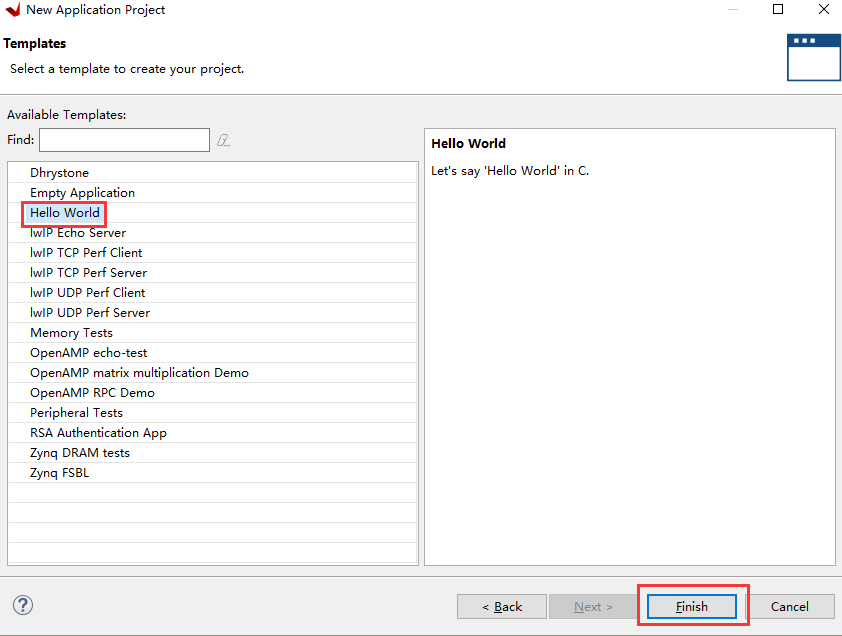 New Application Project
Templates
Select a template to create your project.
Available Templates:
Find:
Dhrystone
Empty Application
Hello World
lwIP Echo Server
lwIP TCP Perf Client
lwIP TCP Perf Server
lwIP UDP Perf Client
lwIP UDP Perf Server
Memory Tests
OpenAMP echo-test
OpenAMP matrix multiplication Demo
OpenAMP RPC Demo
Peripheral Tests
RSA Authentication App
Zynq DRAM tests
Zynq FSBL
Hello World
Let's say 'Hello World' in C.
?
< Back
Next >
Finish
Cancel